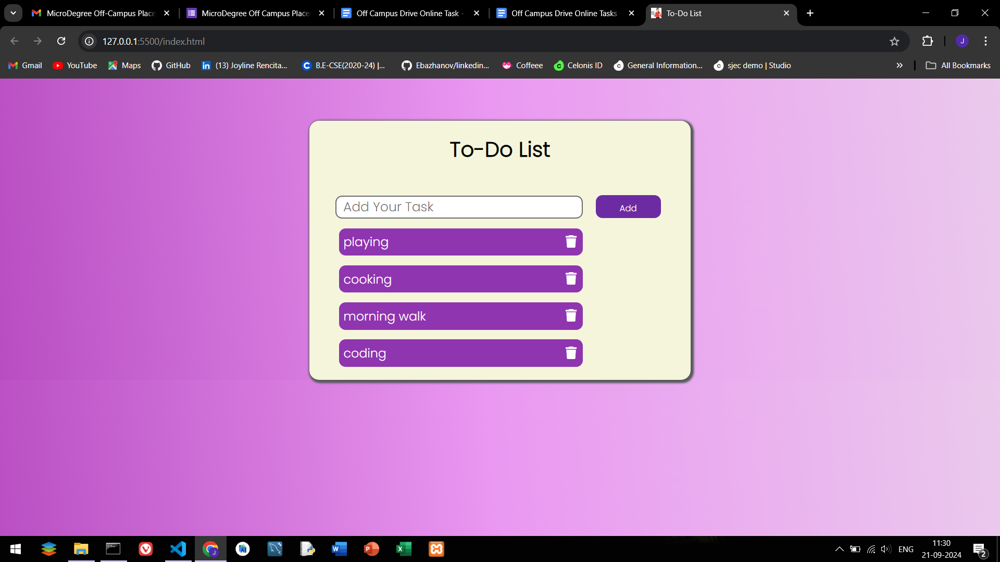 MicroDegree Off-Campus Place
MicroDegree Off Campus Place
Off Campus Drive Online Task -
Off Campus Drive Online Tasks
To-Do List
127.0.0.1:5500/index.html
J
Gmail
YouTube
Maps
GitHub
(13) Joyline Rencita...
B.E-CSE(2020-24) |...
Ebazhanov/linkedin...
Coffeee
Celonis ID
General Information...
sjec demo | Studio
All Bookmarks
To-Do List
Add Your Task
Add
playing
cooking
morning walk
coding
ENG
11:30
21-09-2024
2